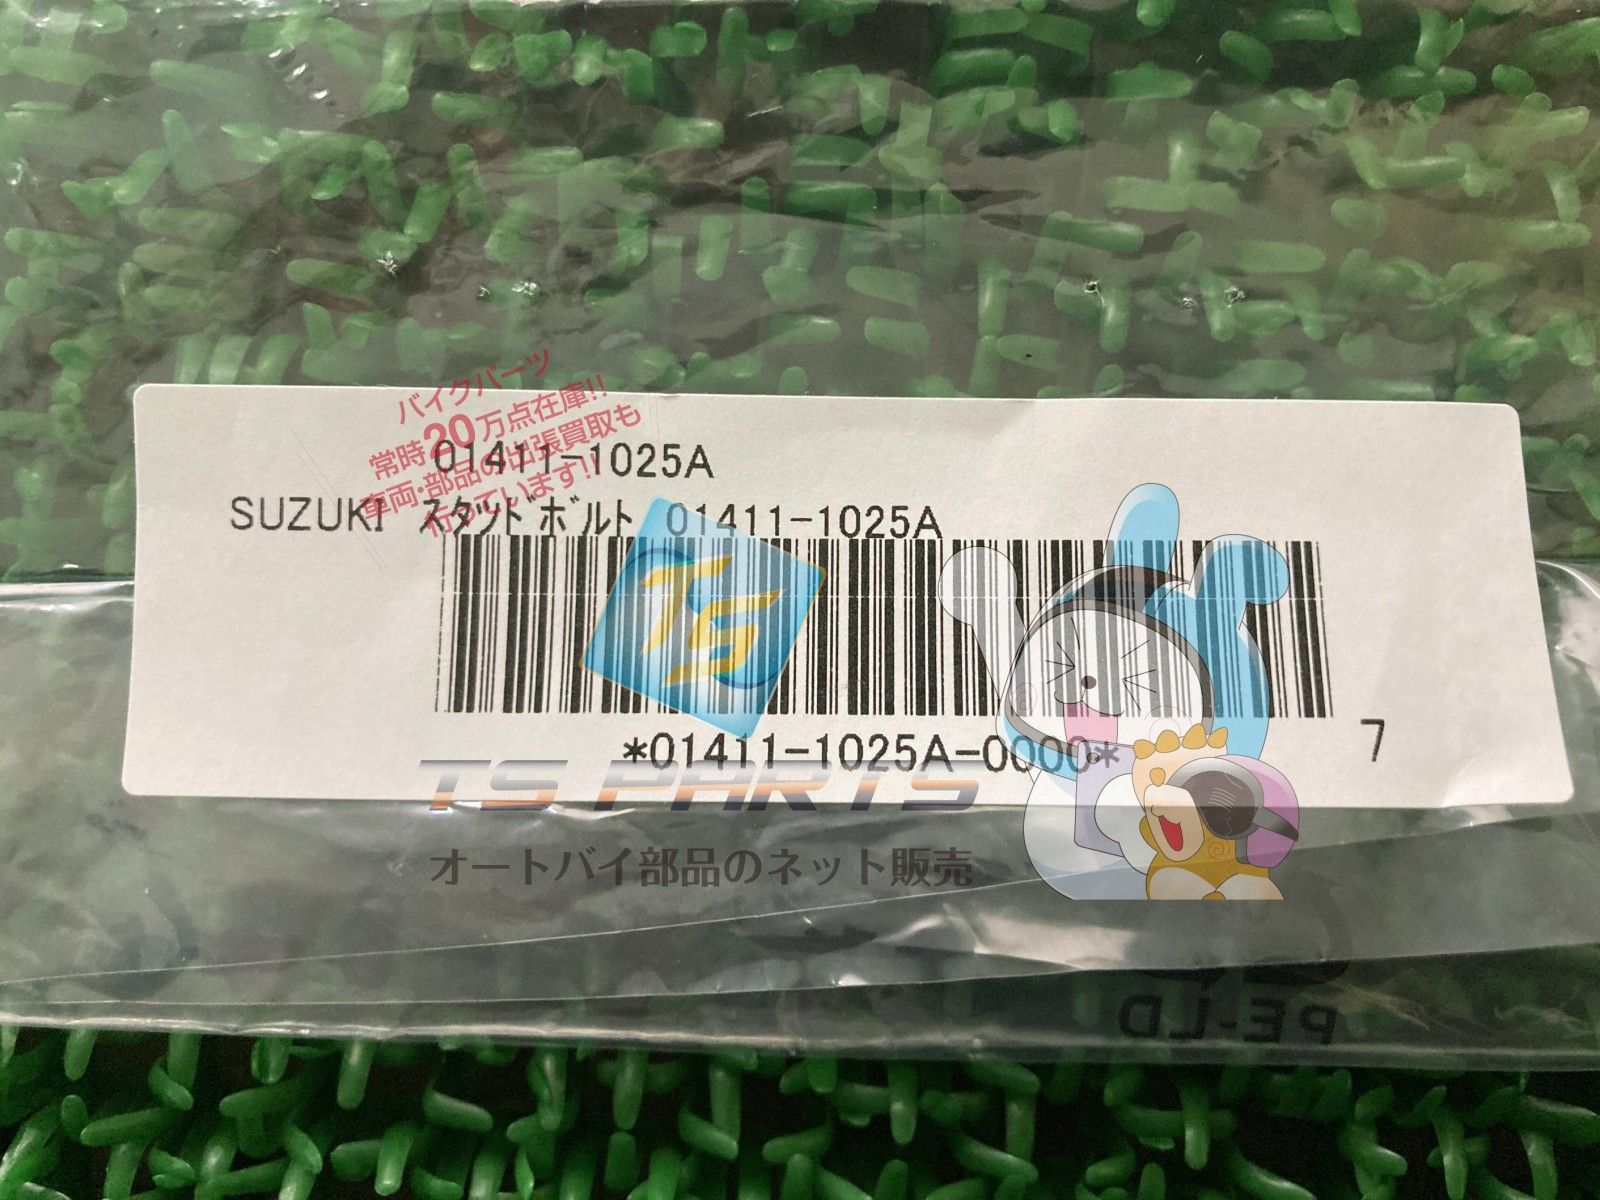 バイクパーツ
常時20万点在庫!!
車両・部品の出張買取も
行っています!!
01411-1025A
SUZUKI ｽﾀｯﾄﾞﾎﾞﾙﾄ 01411-1025A
TS
*01411-1025A-0000*
7
TS PARTS
オートバイ部品のネット販売
PE-LD